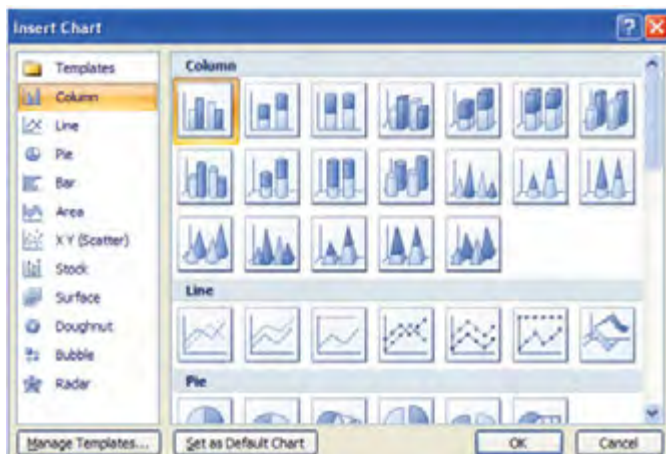 Insert Chart
Templates
Column
Line
Pie
Bar
Area
X Y (Scatter)
Stock
Surface
Doughnut
Bubble
Radar
Column
Line
Pie
Manage Templates...
Set as Default Chart
OK
Cancel